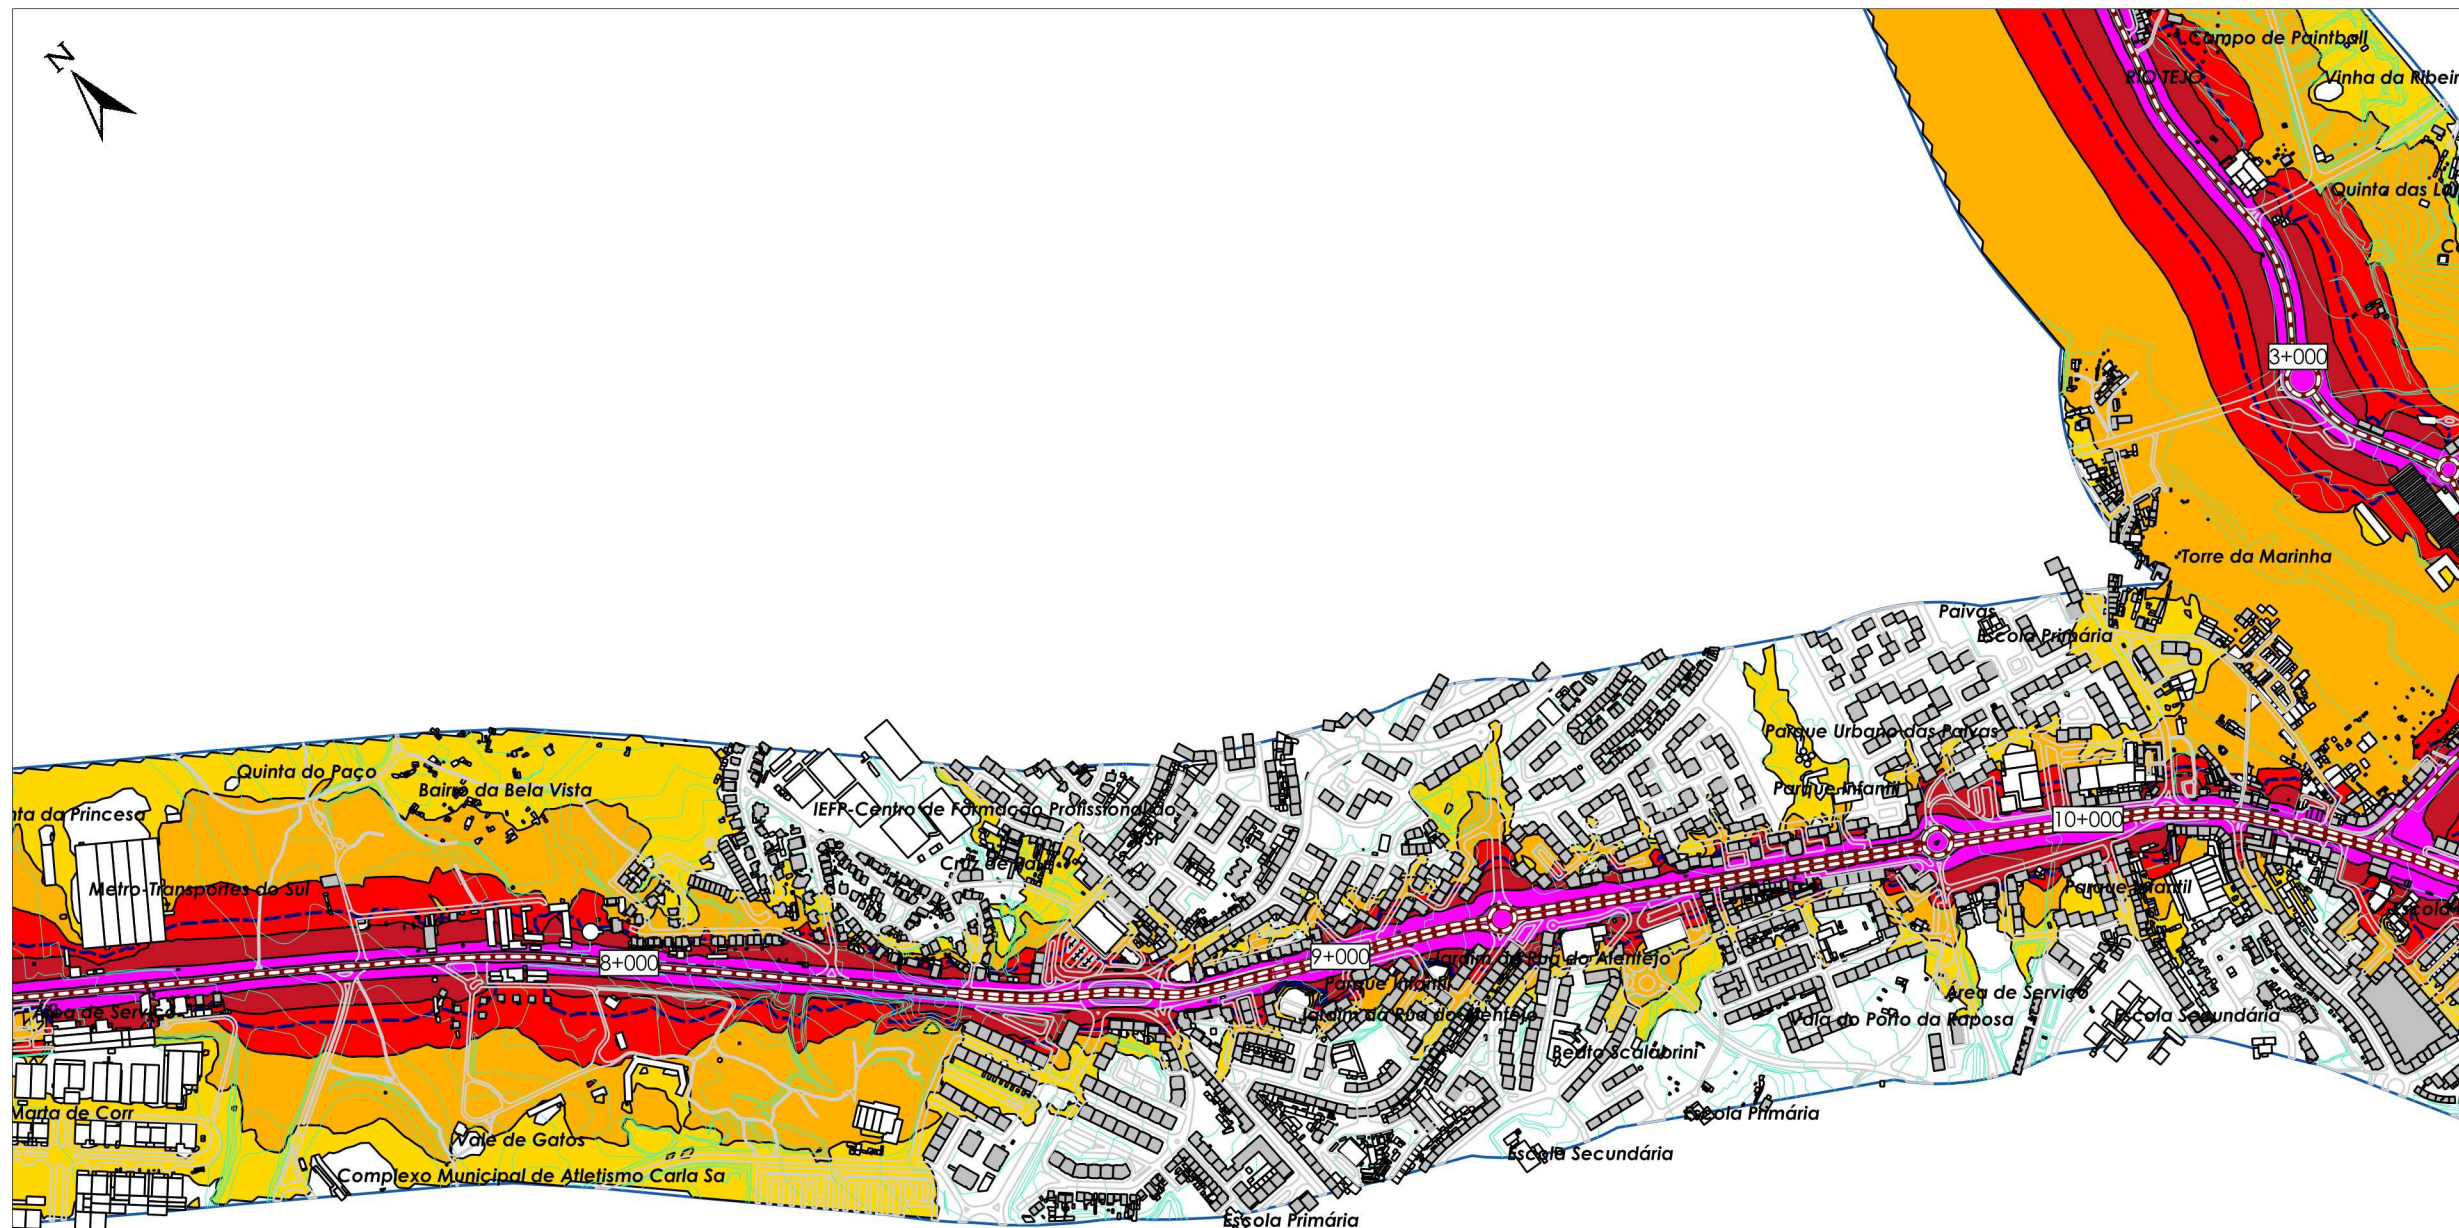 N
Campo de Paintball
RIO TEJO
Vinha da Ribeir
Quinta das La
3+000
Torre da Marinha
Paivas
Escola Primária
Parque Urbano das Paivas
Parque Infantil
10+000
Quinta do Paço
Bairro da Bela Vista
nta da Princesa
IEFP-Centro de Formação Profissional do
Metro-Transportes do Sul
8+000
9+000
Jardim da Rua do Alentejo
Parque Infantil
Jardim da Rua do Alentejo
Parque Infantil
Escola
Área de Serviço
Área de Serviço
Vala do Porto da Raposa
Escola Secundária
Beato Scalabrini
Marta de Corr
Vale de Gatos
Complexo Municipal de Atletismo Carla Sa
Escola Primária
Escola Secundária
Escola Primária